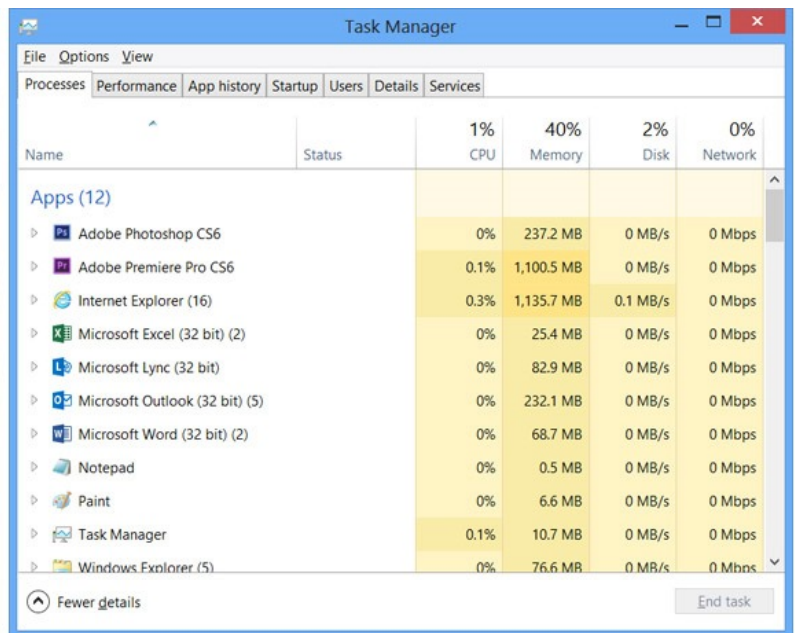 Task Manager
File Options View
Processes Performance App history Startup Users Details Services
1% 40% 2% 0%
Name Status CPU Memory Disk Network
Apps (12)
Ps Adobe Photoshop CS6 0% 237.2 MB 0 MB/s 0 Mbps
Pr Adobe Premiere Pro CS6 0.1% 1,100.5 MB 0 MB/s 0 Mbps
Internet Explorer (16) 0.3% 1,135.7 MB 0.1 MB/s 0 Mbps
Microsoft Excel (32 bit) (2) 0% 25.4 MB 0 MB/s 0 Mbps
Microsoft Lync (32 bit) 0% 82.9 MB 0 MB/s 0 Mbps
Microsoft Outlook (32 bit) (5) 0% 232.1 MB 0 MB/s 0 Mbps
Microsoft Word (32 bit) (2) 0% 68.7 MB 0 MB/s 0 Mbps
Notepad 0% 0.5 MB 0 MB/s 0 Mbps
Paint 0% 6.6 MB 0 MB/s 0 Mbps
Task Manager 0.1% 10.7 MB 0 MB/s 0 Mbps
Windows Explorer (5) 0% 76.6 MB 0 MB/s 0 Mbps
Fewer details End task